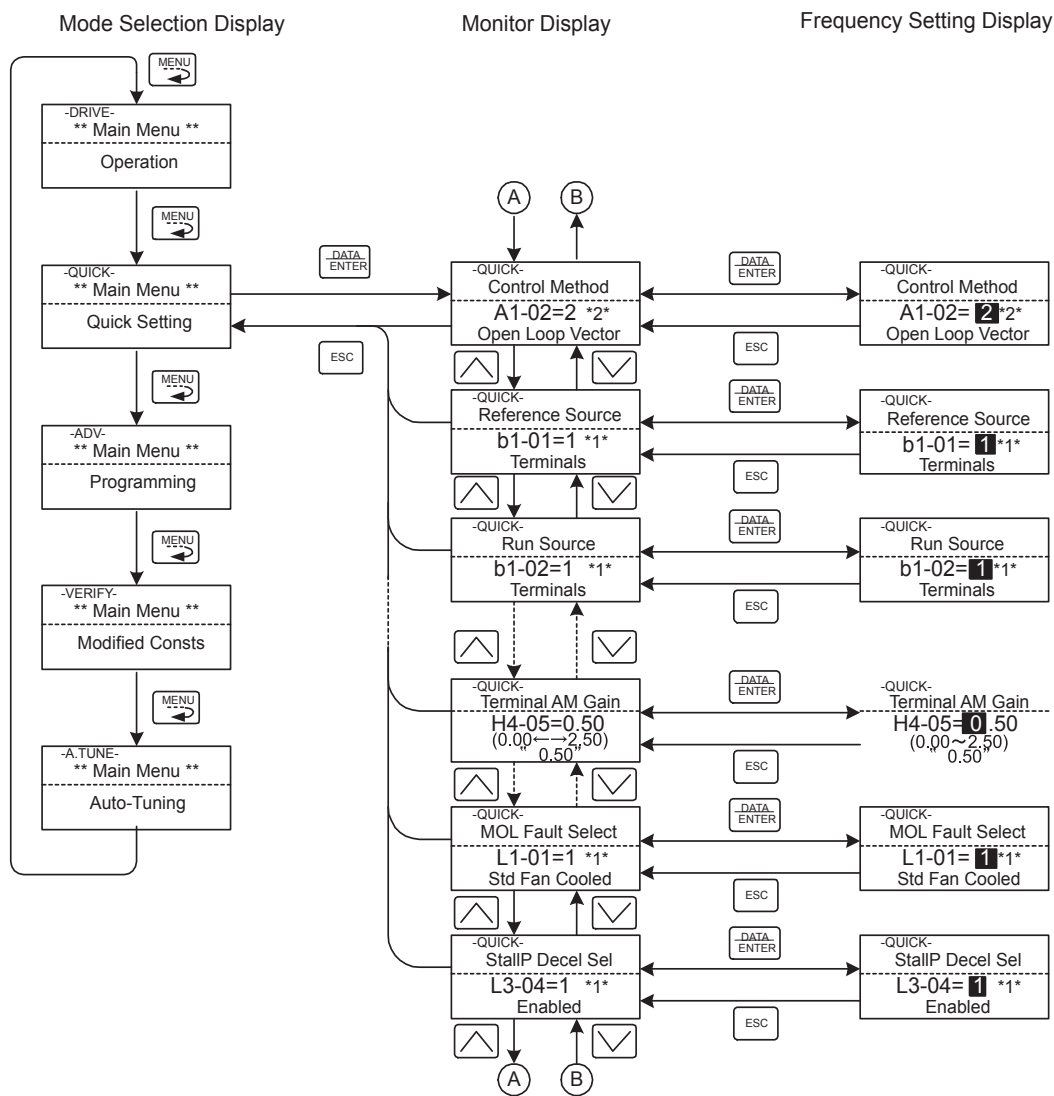 Mode Selection Display
Monitor Display
Frequency Setting Display
MENU
-DRIVE-
** Main Menu **
Operation
MENU
A
B
DATA
ENTER
DATA
ENTER
-QUICK-
** Main Menu **
Quick Setting
-QUICK-
Control Method
A1-02=2 *2*
Open Loop Vector
-QUICK-
Control Method
A1-02= 2 *2*
Open Loop Vector
ESC
ESC
MENU
DATA
ENTER
-QUICK-
Reference Source
b1-01=1 *1*
Terminals
-QUICK-
Reference Source
b1-01= 1 *1*
Terminals
ESC
-ADV-
** Main Menu **
Programming
DATA
ENTER
-QUICK-
Run Source
b1-02=1 *1*
Terminals
-QUICK-
Run Source
b1-02= 1 *1*
Terminals
ESC
MENU
-VERIFY-
** Main Menu **
Modified Consts
DATA
ENTER
-QUICK-
Terminal AM Gain
H4-05=0.50
(0.00←→2.50)
“ 0.50”
-QUICK-
Terminal AM Gain
H4-05= 0 .50
(0.00～2.50)
“ 0.50”
ESC
MENU
-A.TUNE-
** Main Menu **
Auto-Tuning
DATA
ENTER
-QUICK-
MOL Fault Select
L1-01=1 *1*
Std Fan Cooled
-QUICK-
MOL Fault Select
L1-01= 1 *1*
Std Fan Cooled
ESC
DATA
ENTER
-QUICK-
StallP Decel Sel
L3-04=1 *1*
Enabled
-QUICK-
StallP Decel Sel
L3-04= 1 *1*
Enabled
ESC
A
B